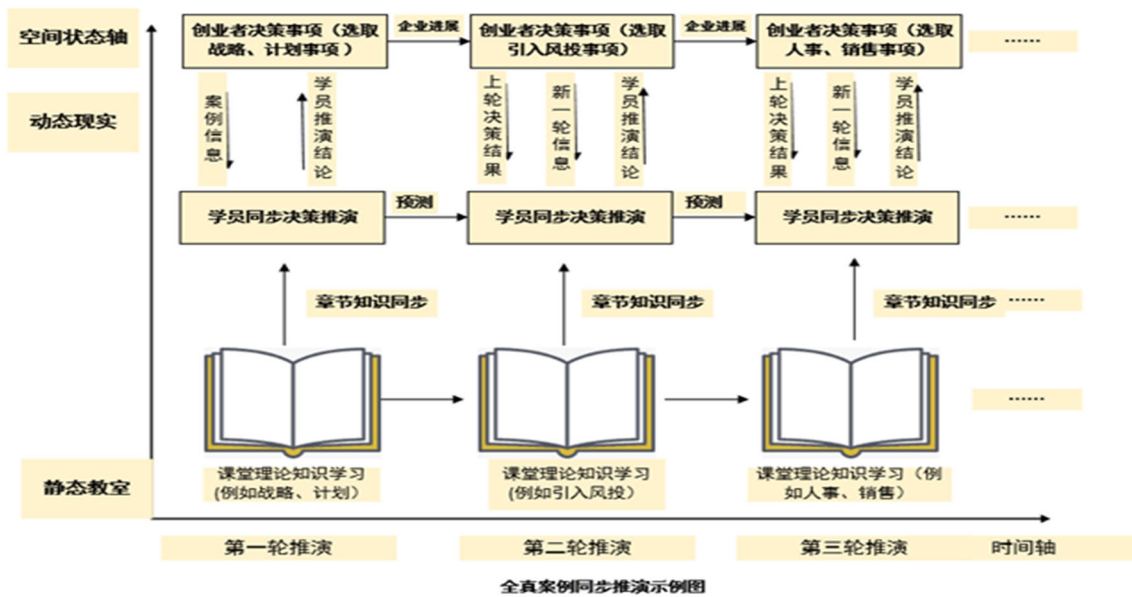 空间状态轴
创业者决策事项（选取
战略、计划事项 ）
企业进展
创业者决策事项（选取
引入风投事项）
企业进展
创业者决策事项（选取
人事、销售事项）
······
动态现实
案例信息
学员推演结论
上轮决策结果
新一轮信息
学员推演结论
上轮决策结果
新一轮信息
学员推演结论
学员同步决策推演
预测
学员同步决策推演
预测
学员同步决策推演
······
章节知识同步
章节知识同步
章节知识同步
······
······
静态教室
课堂理论知识学习
(例如战略、计划）
课堂理论知识学习
(例如引入风投）
课堂理论知识学习（例
如人事、销售）
第一轮推演
第二轮推演
第三轮推演
时间轴
全真案例同步推演示例图